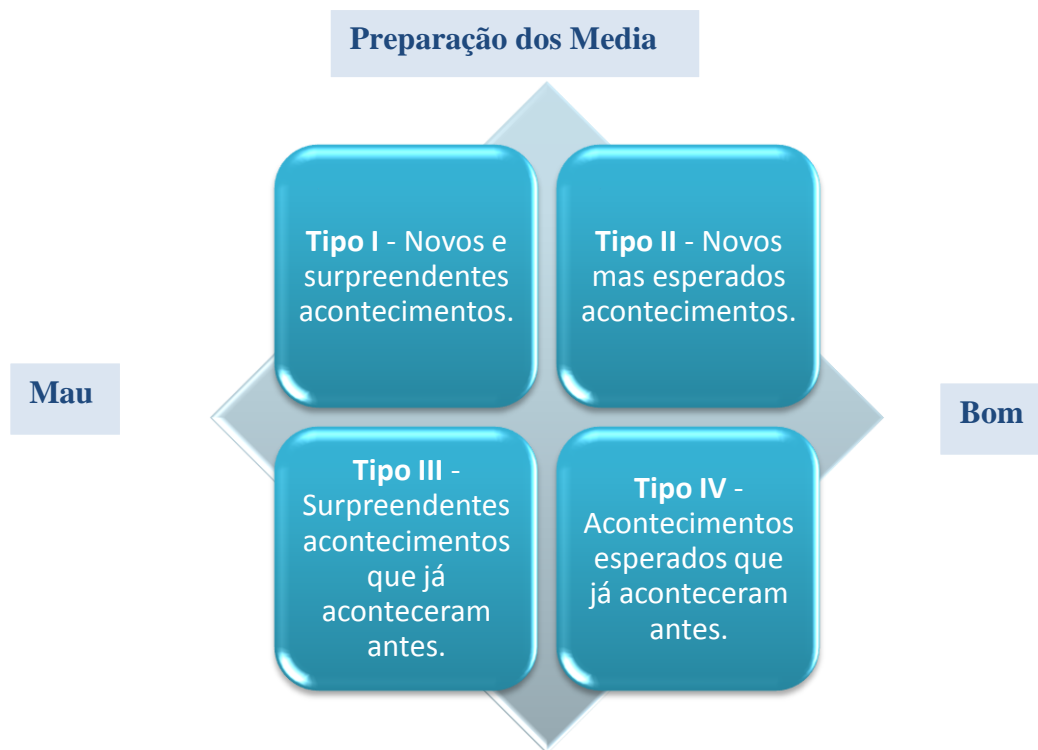 Preparação dos Media
Tipo I - Novos e
surpreendentes
acontecimentos.
Tipo II - Novos
mas esperados
acontecimentos.
Mau
Bom
Tipo III -
Surpreendentes
acontecimentos
que já
aconteceram
antes.
Tipo IV -
Acontecimentos
esperados que
já aconteceram
antes.